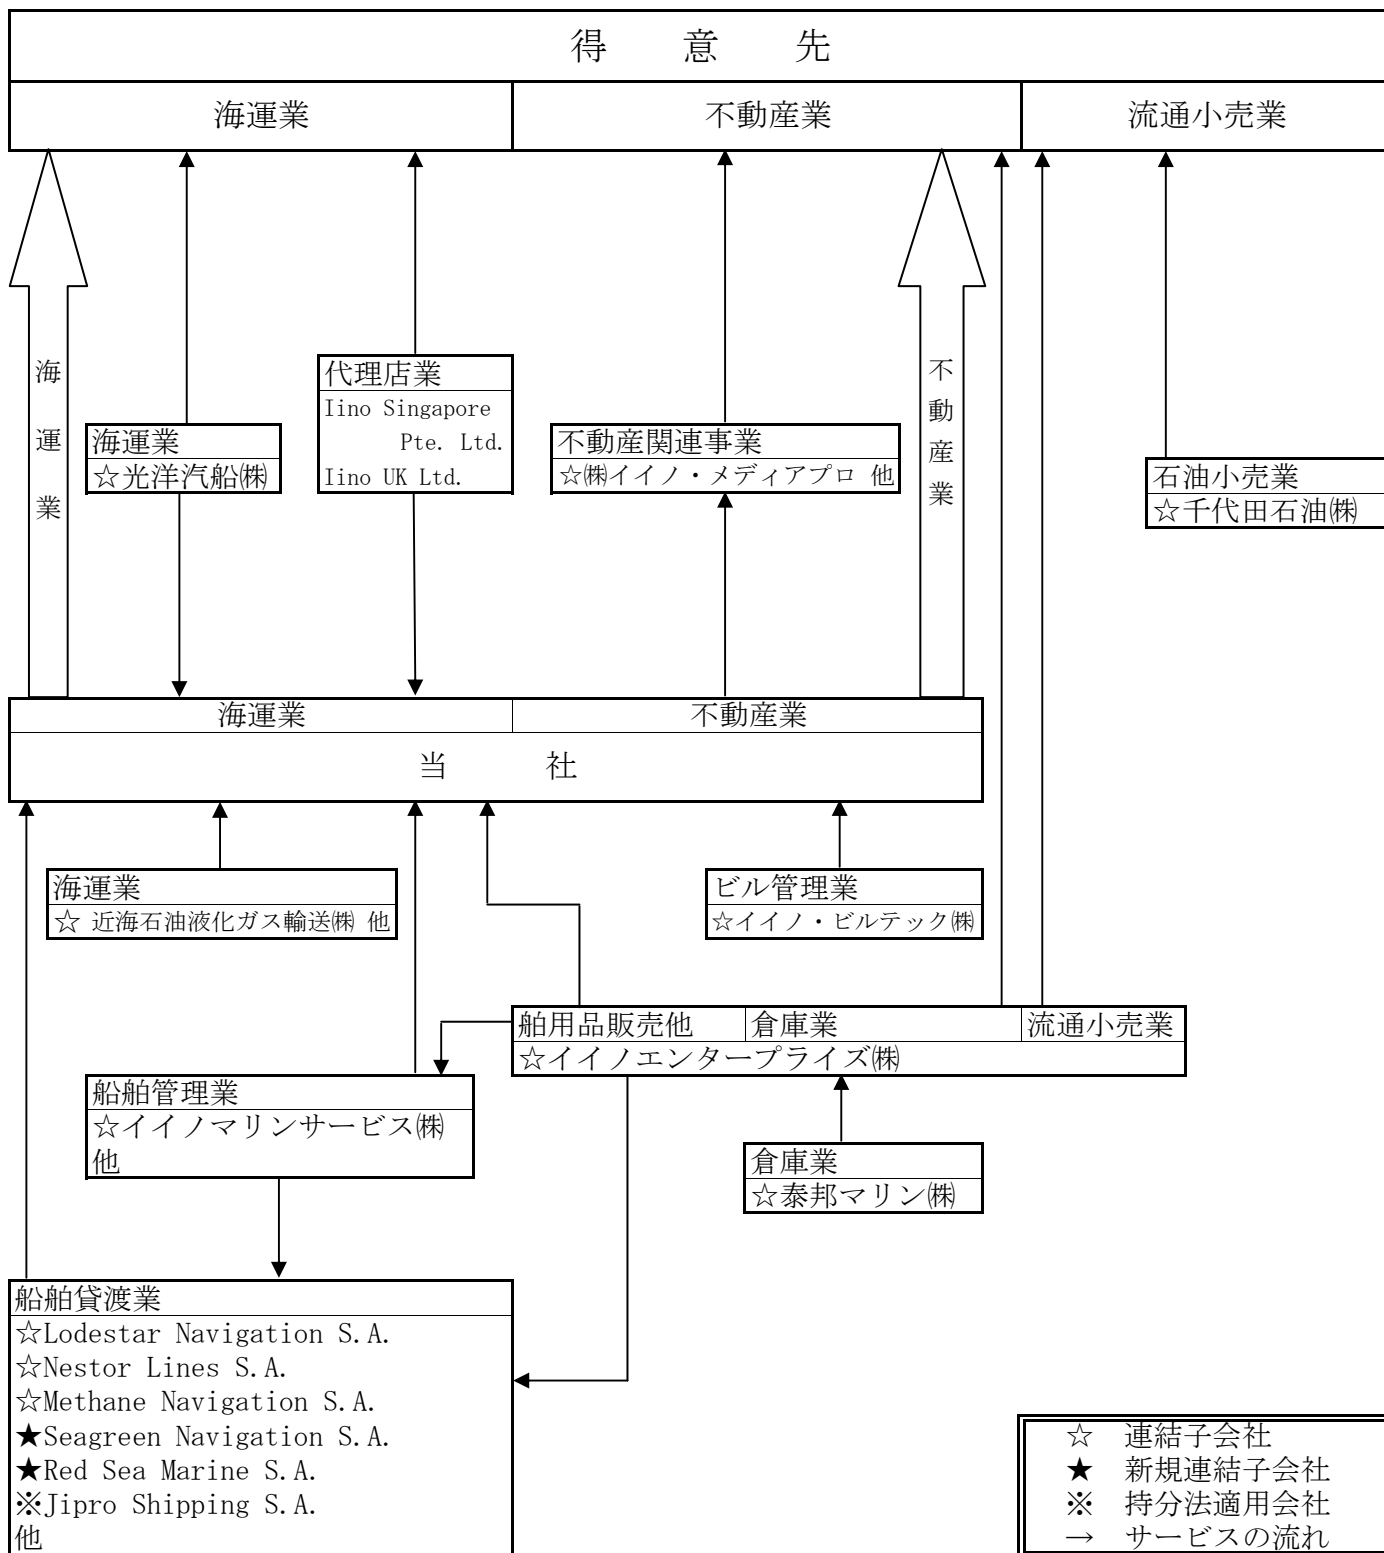 得 意 先
海運業 不動産業 流通小売業
海運業
不動産業
代理店業
Iino Singapore
Pte. Ltd.
Iino UK Ltd.
海運業
☆光洋汽船㈱
不動産関連事業
☆㈱イイノ・メディアプロ 他
石油小売業
☆千代田石油㈱
海運業 不動産業
当 社
海運業
☆ 近海石油液化ガス輸送㈱ 他
ビル管理業
☆イイノ・ビルテック㈱
舶用品販売他 倉庫業 流通小売業
☆イイノエンタープライズ㈱
船舶管理業
☆イイノマリンサービス㈱
他
倉庫業
☆泰邦マリン㈱
船舶貸渡業
☆Lodestar Navigation S.A.
☆Nestor Lines S.A.
☆Methane Navigation S.A.
★Seagreen Navigation S.A.
★Red Sea Marine S.A.
※Jipro Shipping S.A.
他
☆ 連結子会社
★ 新規連結子会社
※ 持分法適用会社
→ サービスの流れ